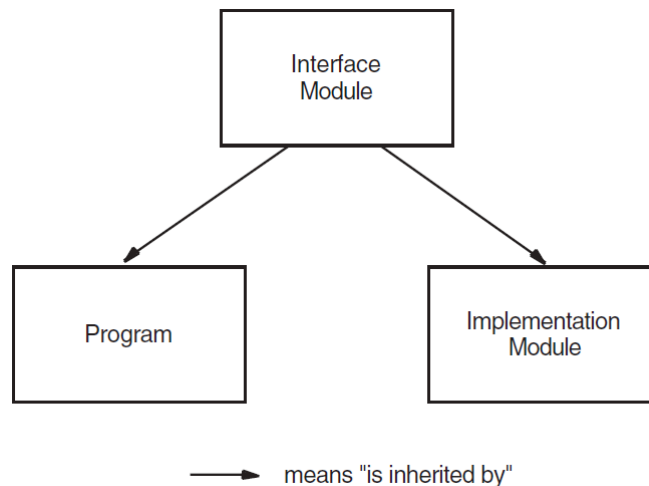 Interface
Module
Program
Implementation
Module
means "is inherited by"